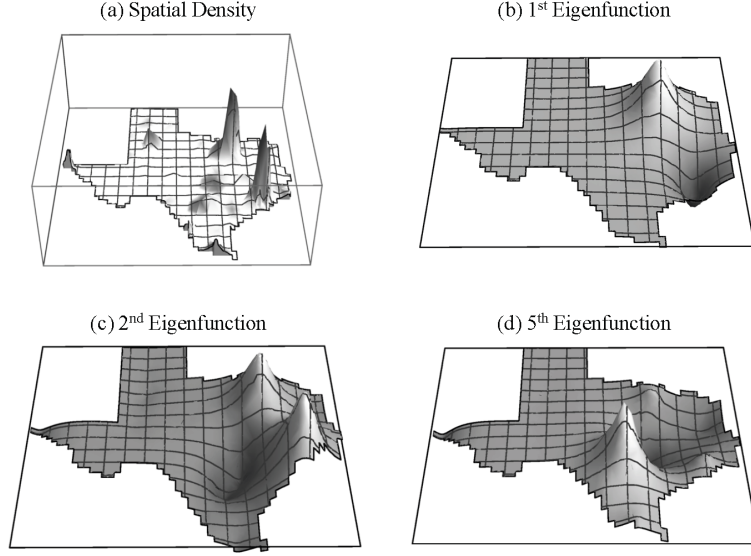 (a) Spatial Density
(b) 1st Eigenfunction
(c) 2nd Eigenfunction
(d) 5th Eigenfunction